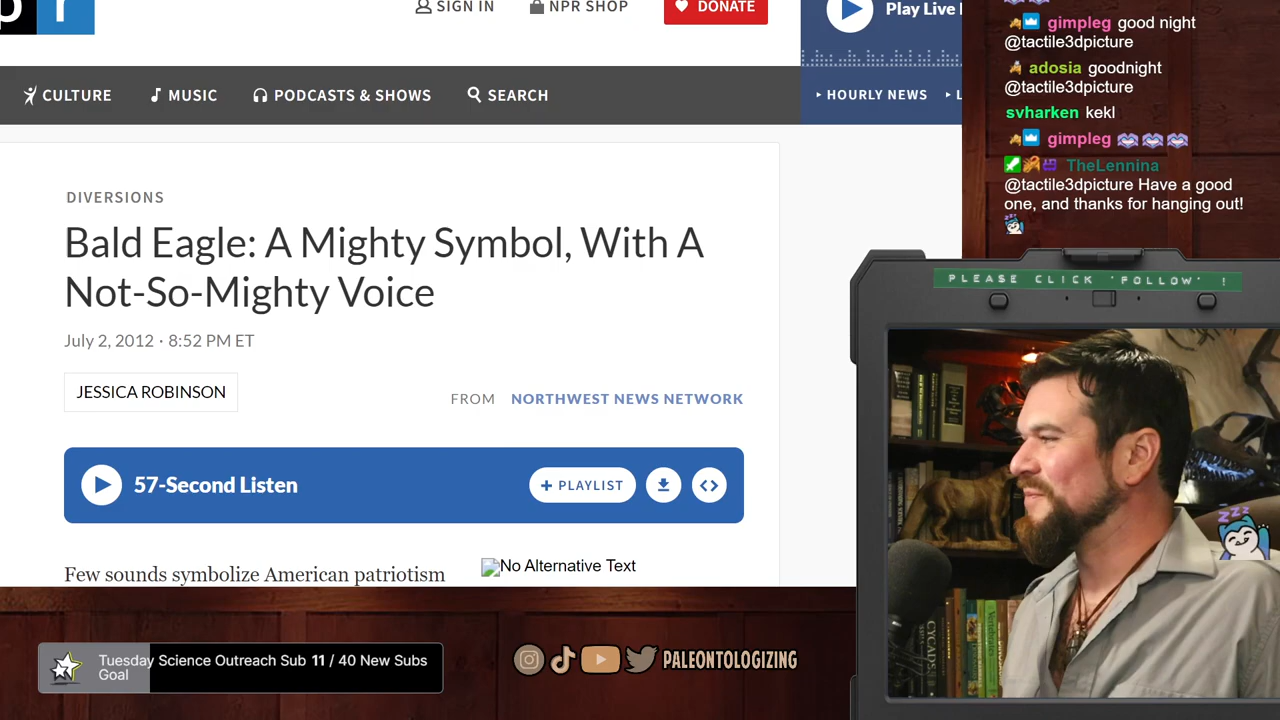 SIGN IN
NPR SHOP
DONATE
Play Live
CULTURE
MUSIC
PODCASTS & SHOWS
SEARCH
HOURLY NEWS
DIVERSIONS
Bald Eagle: A Mighty Symbol, With A
Not-So-Mighty Voice
July 2, 2012 · 8:52 PM ET
JESSICA ROBINSON
FROM NORTHWEST NEWS NETWORK
57-Second Listen
+ PLAYLIST
Few sounds symbolize American patriotism
No Alternative Text
gimpleg good night
@tactile3dpicture
adosia goodnight
@tactile3dpicture
svharken kekl
gimpleg
TheLennina
@tactile3dpicture Have a good
one, and thanks for hanging out!
PLEASE CLICK 'FOLLOW' !
zzz
CYCADS
Tuesday Science Outreach Sub 11 / 40 New Subs
Goal
PALEONTOLOGIZING